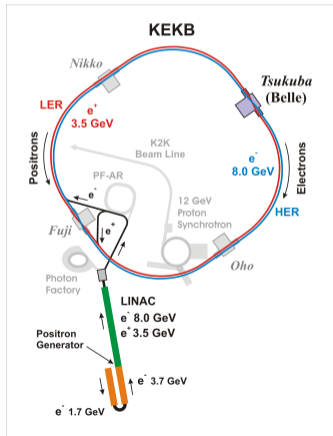 KEKB
Nikko
Tsukuba
(Belle)
LER
e+
3.5 GeV
e-
8.0 GeV
K2K
Beam Line
Positrons
Electrons
PF-AR
e-
HER
12 GeV
Proton
Synchrotron
Fuji
e+
Oho
Photon
Factory
LINAC
e- 8.0 GeV
e+ 3.5 GeV
Positron
Generator
e- 3.7 GeV
e- 1.7 GeV